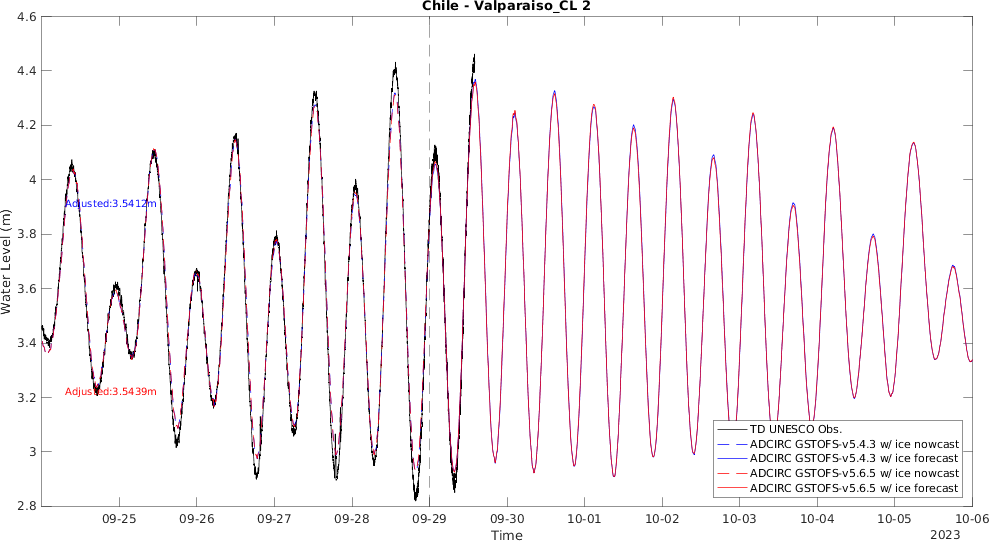 Chile - Valparaiso_CL 2
4.6
4.4
4.2
4
3.8
3.6
3.4
3.2
3
2.8
Water Level (m)
Adjusted:3.5412m
Adjusted:3.5439m
TD UNESCO Obs.
ADCIRC GSTOFS-v5.4.3 w/ ice nowcast
ADCIRC GSTOFS-v5.4.3 w/ ice forecast
ADCIRC GSTOFS-v5.6.5 w/ ice nowcast
ADCIRC GSTOFS-v5.6.5 w/ ice forecast
09-25 09-26 09-27 09-28 09-29 09-30 10-01 10-02 10-03 10-04 10-05 10-06
Time
2023